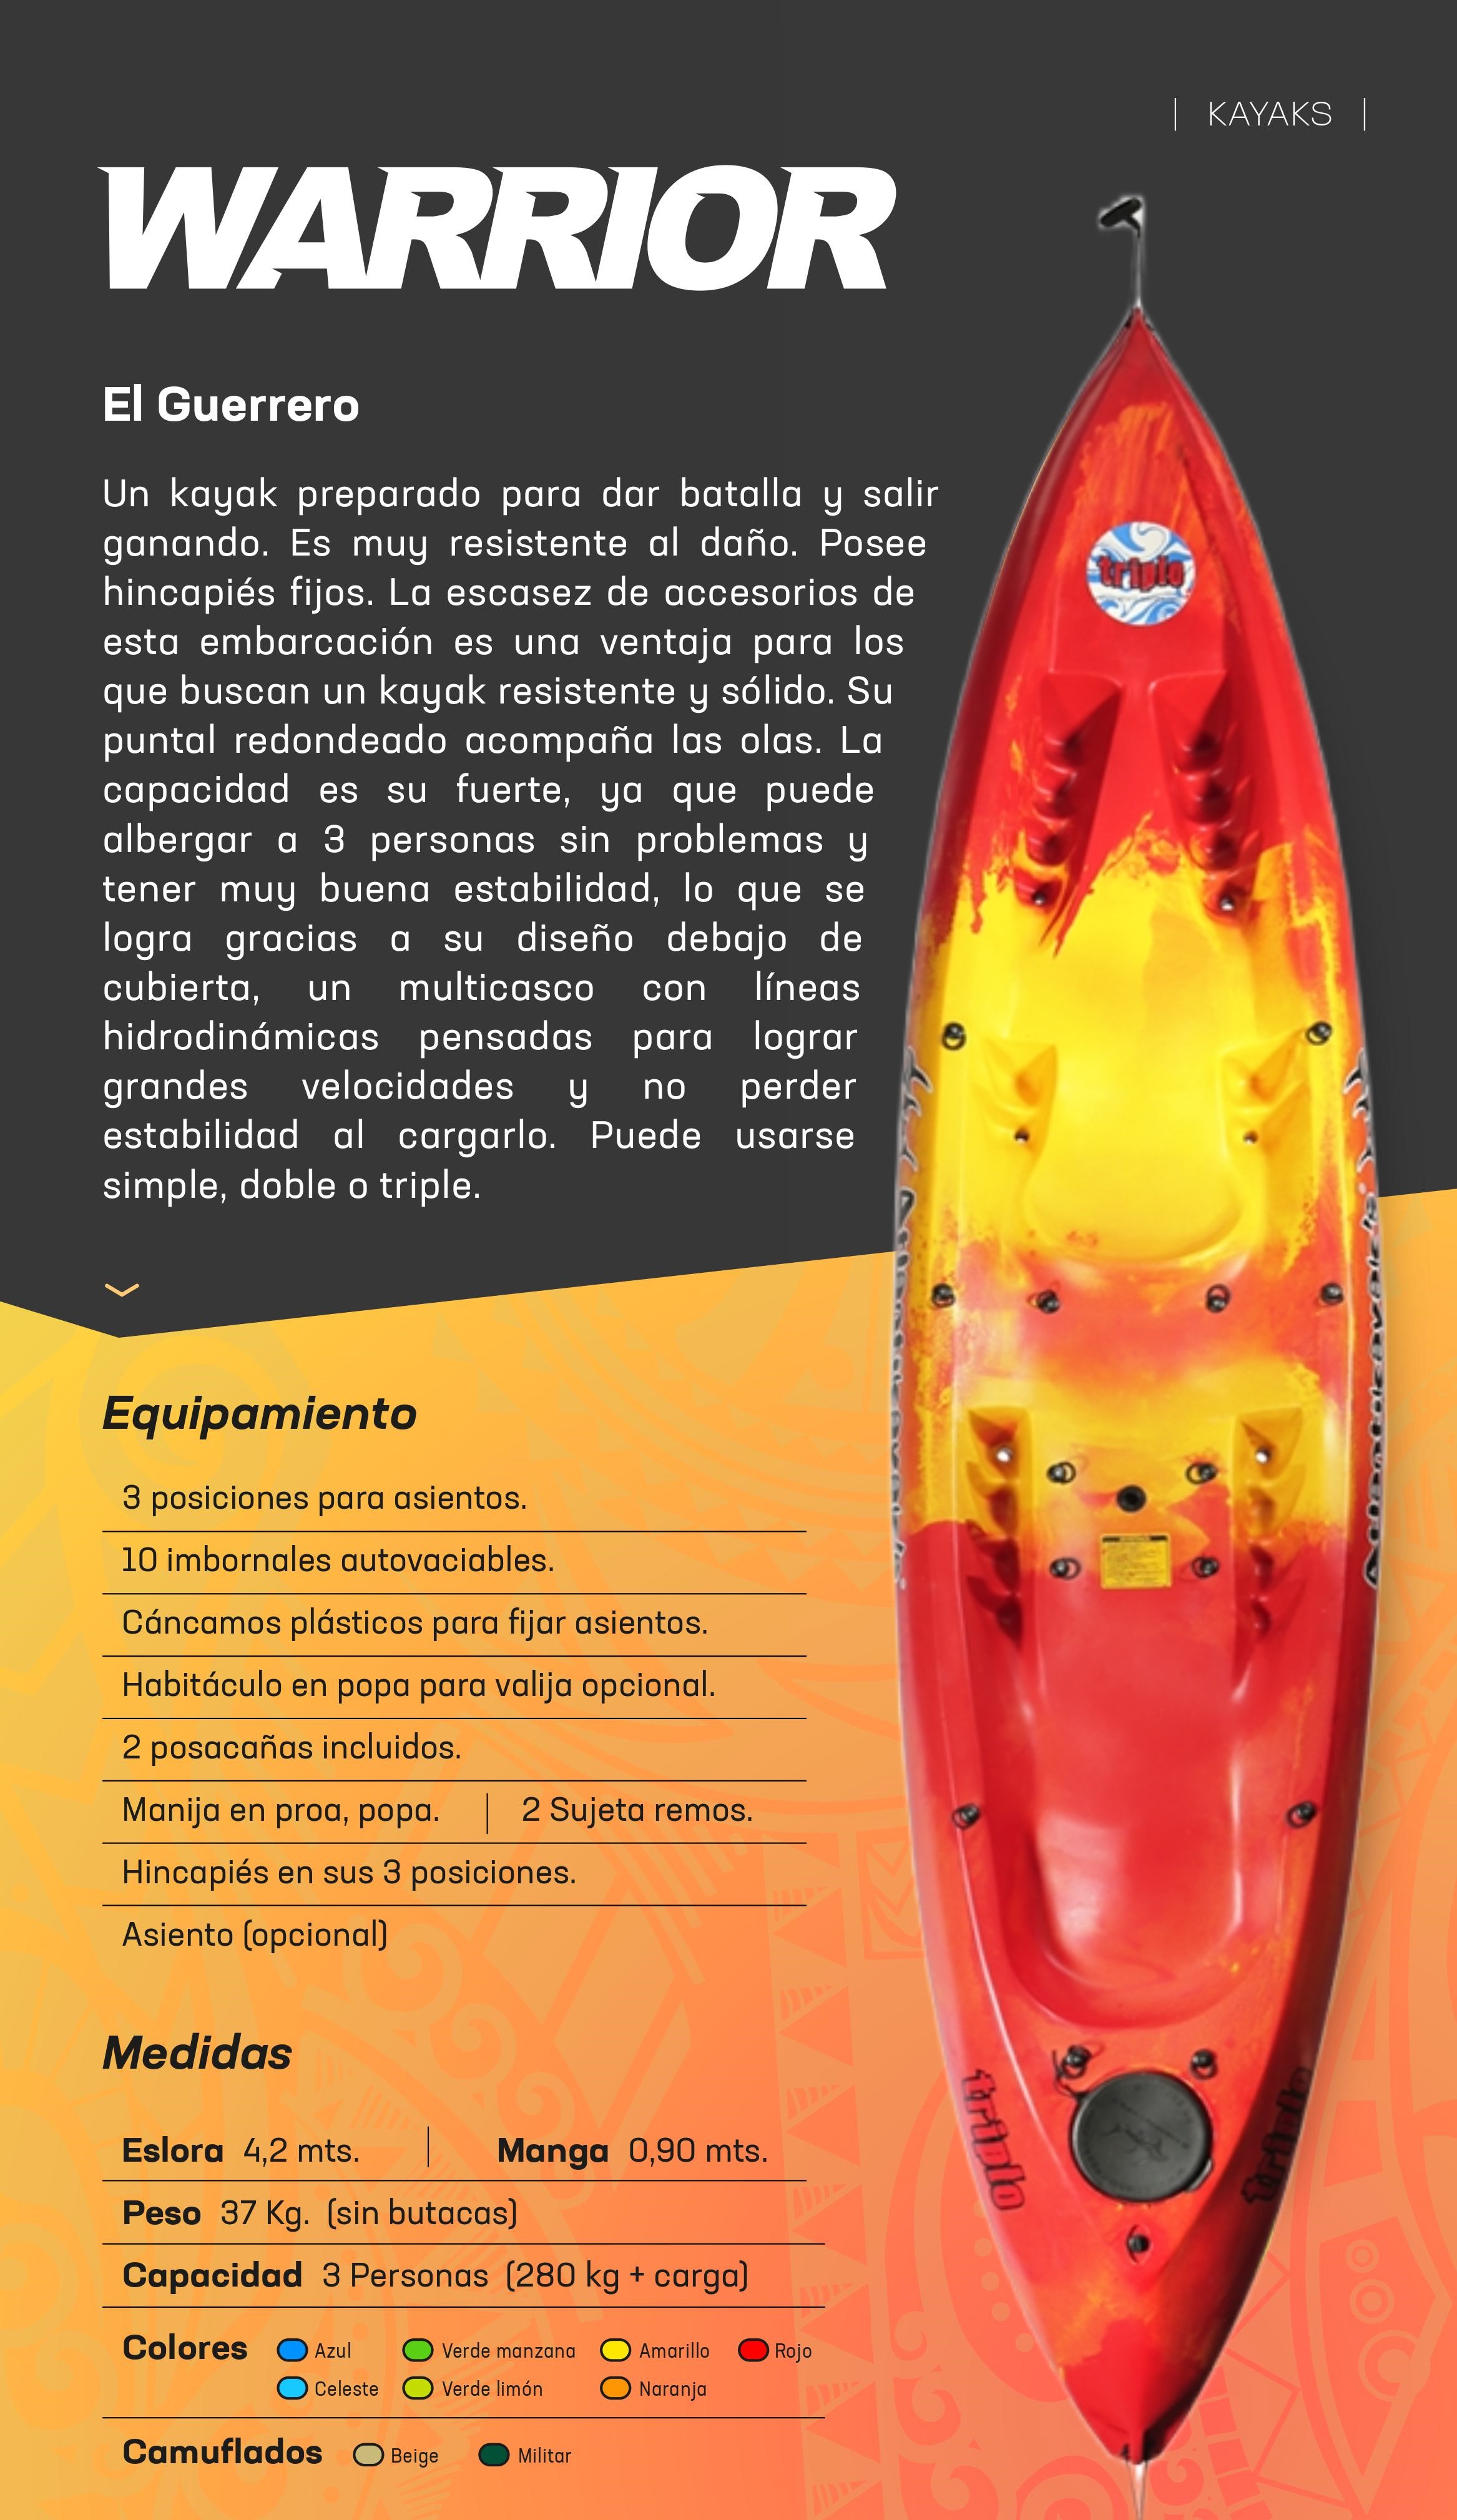 | KAYAKS |
WARRIOR
El Guerrero
Un kayak preparado para dar batalla y salir
ganando. Es muy resistente al daño. Posee
hincapiés fijos. La escasez de accesorios de
esta embarcación es una ventaja para los
que buscan un kayak resistente y sólido. Su
puntal redondeado acompaña las olas. La
capacidad es su fuerte, ya que puede
albergar a 3 personas sin problemas y
tener muy buena estabilidad, lo que se
logra gracias a su diseño debajo de
cubierta, un multicasco con líneas
hidrodinámicas pensadas para lograr
grandes velocidades y no perder
estabilidad al cargarlo. Puede usarse
simple, doble o triple.
triplo
Equipamiento
3 posiciones para asientos.
10 imbornales autovaciables.
Cáncamos plásticos para fijar asientos.
Habitáculo en popa para valija opcional.
2 posacañas incluidos.
Manija en proa, popa. | 2 Sujeta remos.
Hincapiés en sus 3 posiciones.
Asiento (opcional)
Medidas
Eslora 4,2 mts. | Manga 0,90 mts.
Peso 37 Kg. (sin butacas)
Capacidad 3 Personas (280 kg + carga)
Colores Azul Verde manzana Amarillo Rojo
Celeste Verde limón Naranja
Camuflados Beige Militar
triplo
triplo